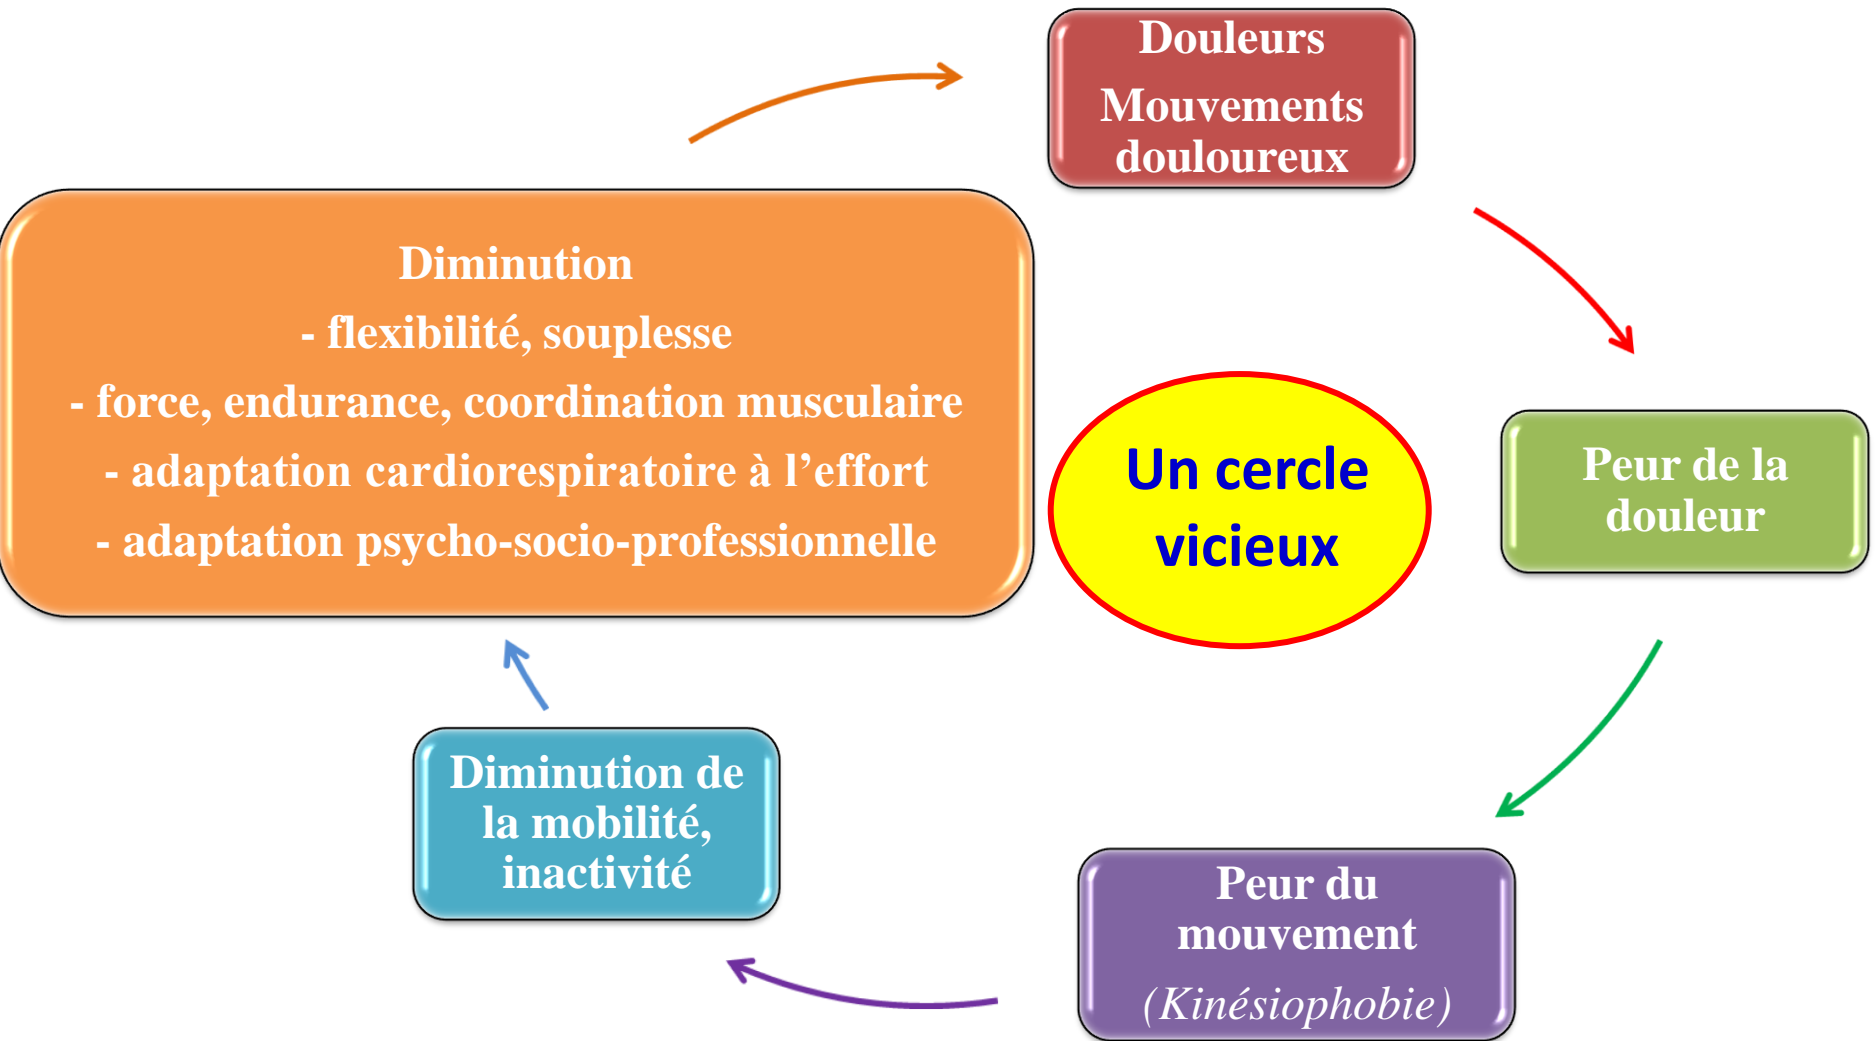 Douleurs
Mouvements
douloureux
Diminution
- flexibilité, souplesse
- force, endurance, coordination musculaire
- adaptation cardiorespiratoire à l’effort
- adaptation psycho-socio-professionnelle
Un cercle
vicieux
Peur de la
douleur
Diminution de
la mobilité,
inactivité
Peur du
mouvement
(Kinésiophobie)